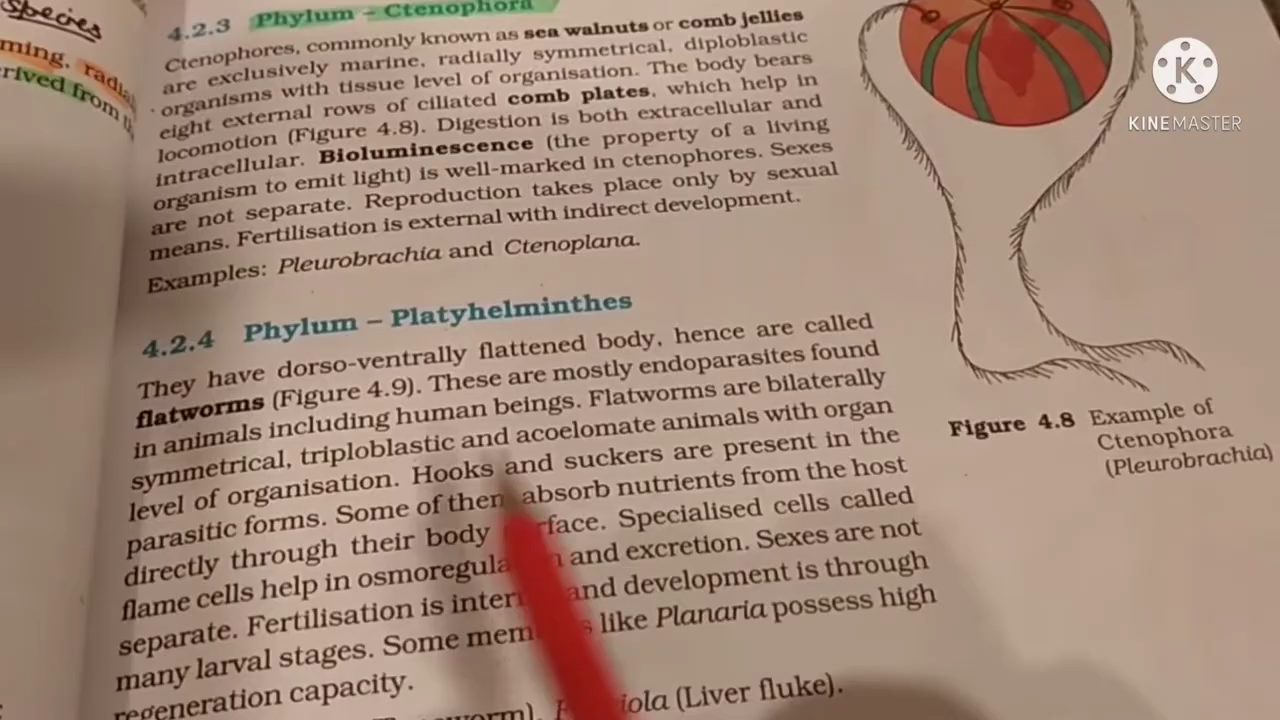 Species
ming, radia
erived from th
4.2.3 Phylum – Ctenophora
Ctenophores, commonly known as sea walnuts or comb jellies
are exclusively marine, radially symmetrical, diploblastic
organisms with tissue level of organisation. The body bears
eight external rows of ciliated comb plates, which help in
locomotion (Figure 4.8). Digestion is both extracellular and
intracellular. Bioluminescence (the property of a living
organism to emit light) is well-marked in ctenophores. Sexes
are not separate. Reproduction takes place only by sexual
means. Fertilisation is external with indirect development.
Examples: Pleurobrachia and Ctenoplana.
4.2.4 Phylum – Platyhelminthes
They have dorso-ventrally flattened body, hence are called
flatworms (Figure 4.9). These are mostly endoparasites found
in animals including human beings. Flatworms are bilaterally
symmetrical, triploblastic and acoelomate animals with organ
level of organisation. Hooks and suckers are present in the
parasitic forms. Some of them absorb nutrients from the host
directly through their body face. Specialised cells called
flame cells help in osmoregula and excretion. Sexes are not
separate. Fertilisation is inter and development is through
many larval stages. Some mem s like Planaria possess high
regeneration capacity.
worm), iola (Liver fluke).
Figure 4.8 Example of
Ctenophora
(Pleurobrachia)
K
KINEMASTER